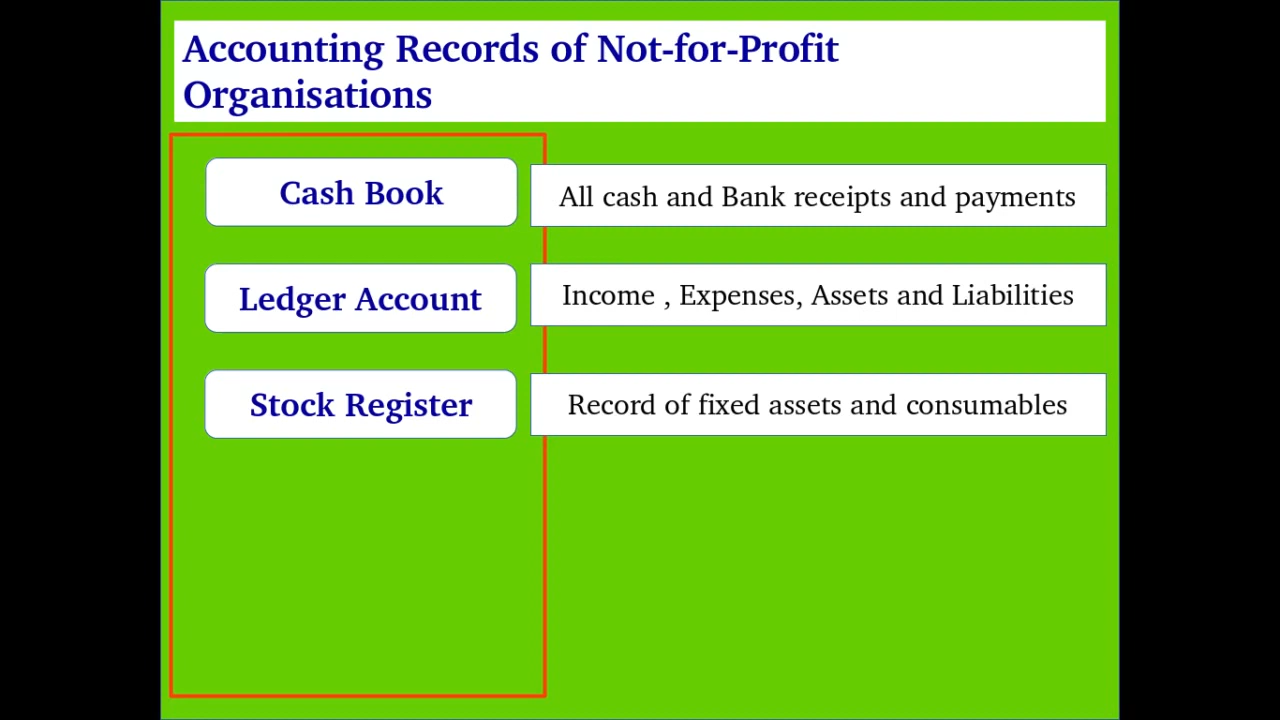 Accounting Records of Not-for-Profit
Organisations
Cash Book
All cash and Bank receipts and payments
Ledger Account
Income , Expenses, Assets and Liabilities
Stock Register
Record of fixed assets and consumables